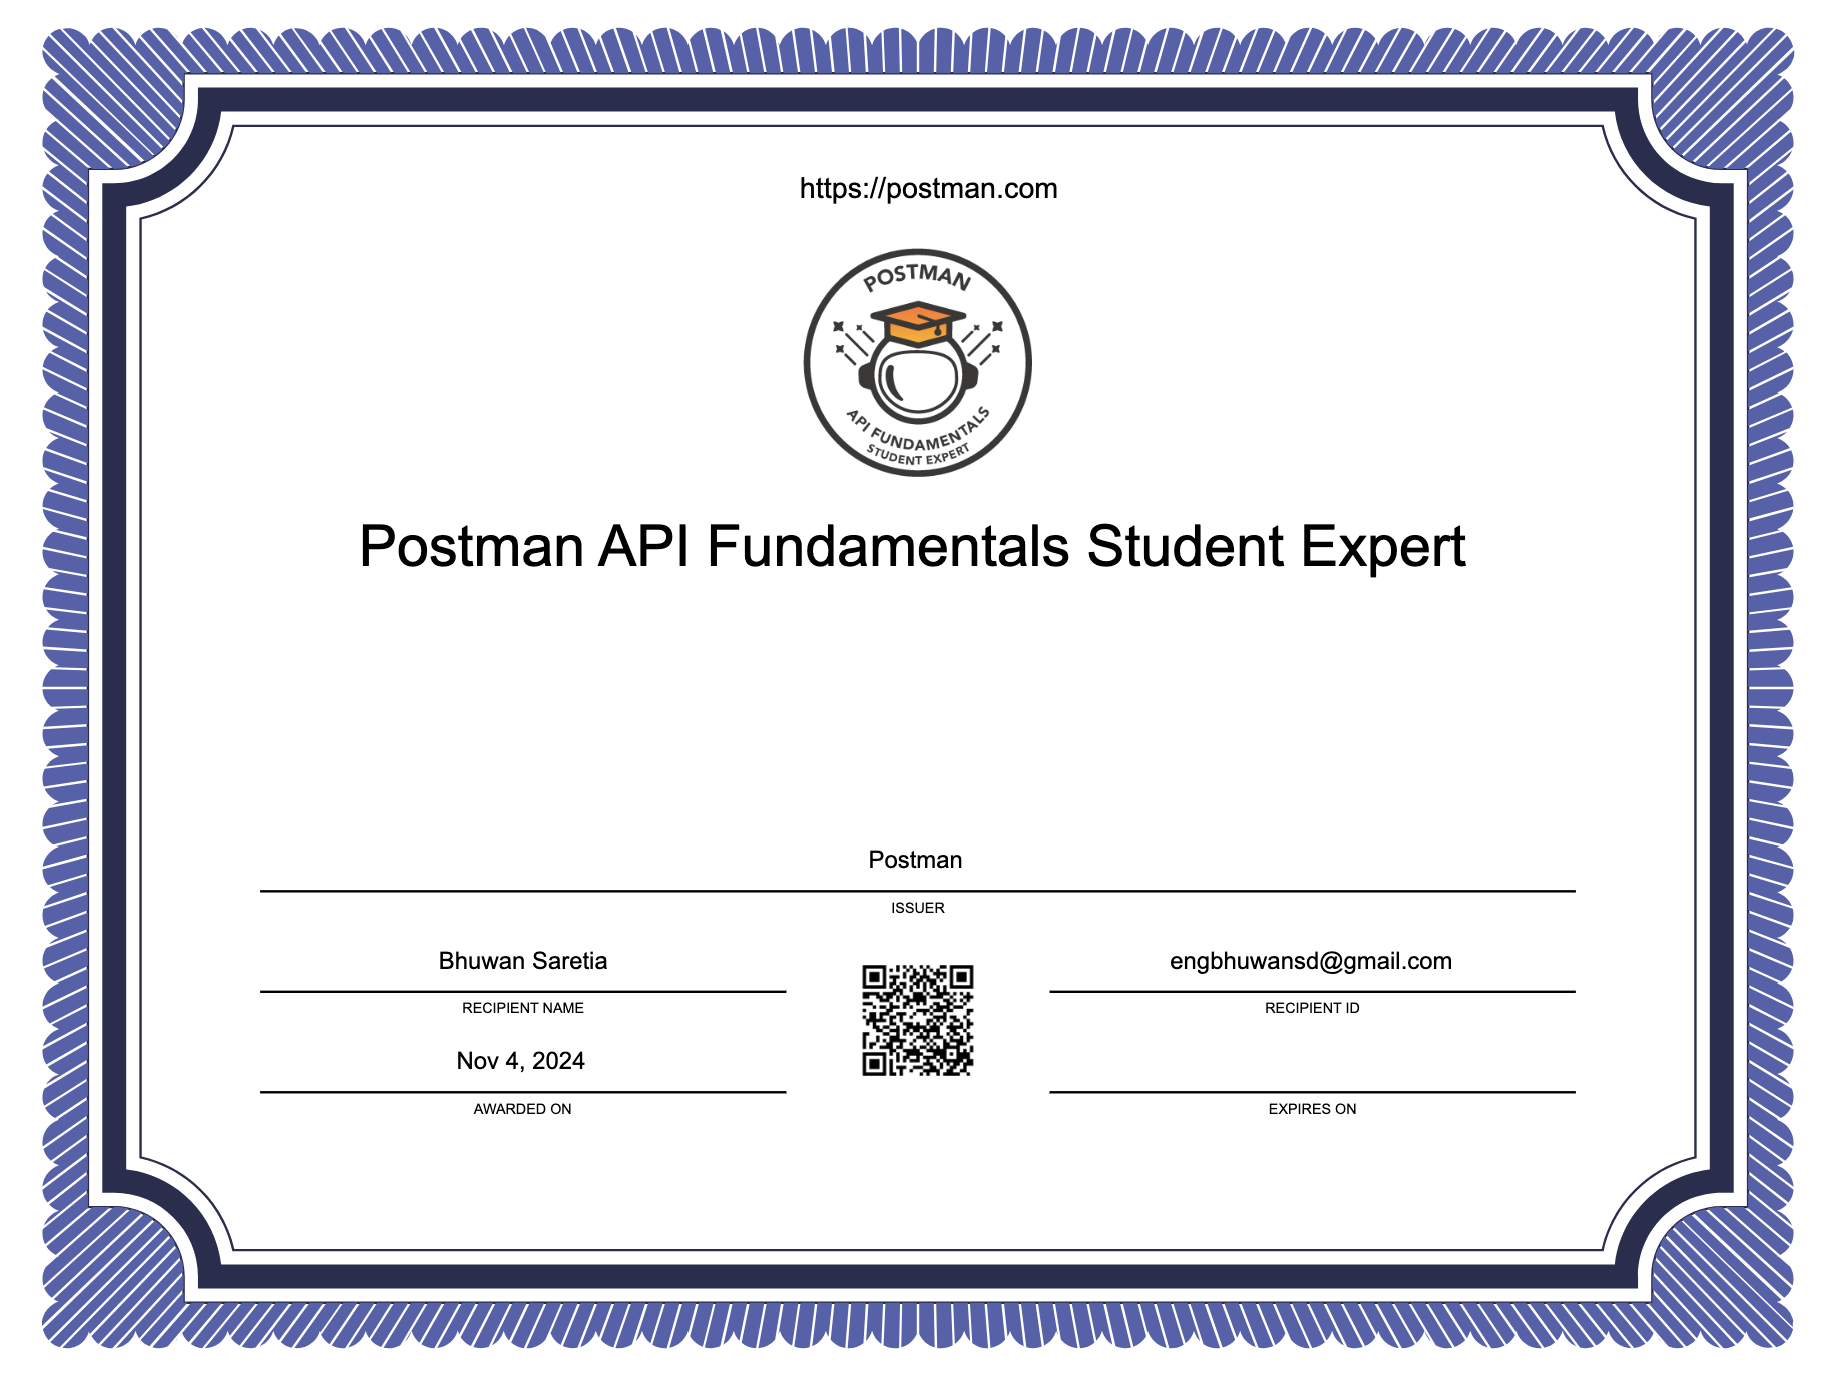 https://postman.com
POSTMAN
API FUNDAMENTALS
STUDENT EXPERT
Postman API Fundamentals Student Expert
Postman
ISSUER
Bhuwan Saretia
RECIPIENT NAME
engbhuwansd@gmail.com
RECIPIENT ID
Nov 4, 2024
AWARDED ON
EXPIRES ON